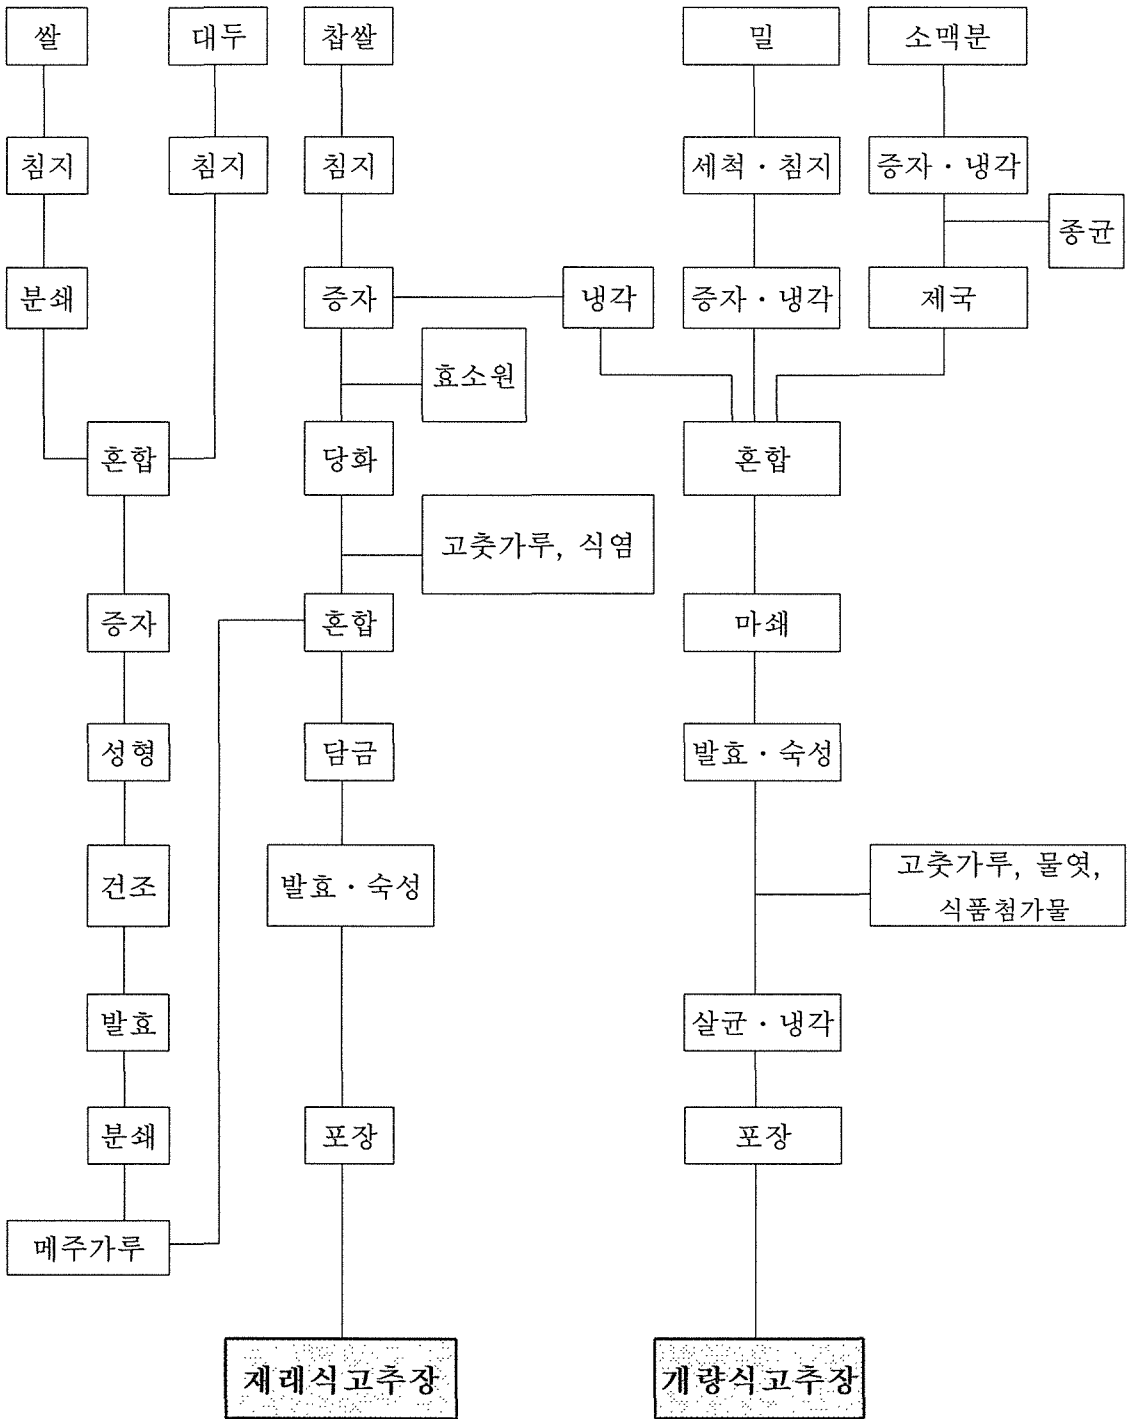 쌀
대두
찹쌀
밀
소맥분
침지
침지
침지
세척 · 침지
증자 · 냉각
종균
분쇄
증자
냉각
증자 · 냉각
제국
효소원
혼합
당화
혼합
고춧가루, 식염
증자
혼합
마쇄
성형
담금
발효 · 숙성
건조
발효 · 숙성
고춧가루, 물엿,
식품첨가물
발효
살균 · 냉각
분쇄
포장
포장
메주가루
재래식고추장
개량식고추장